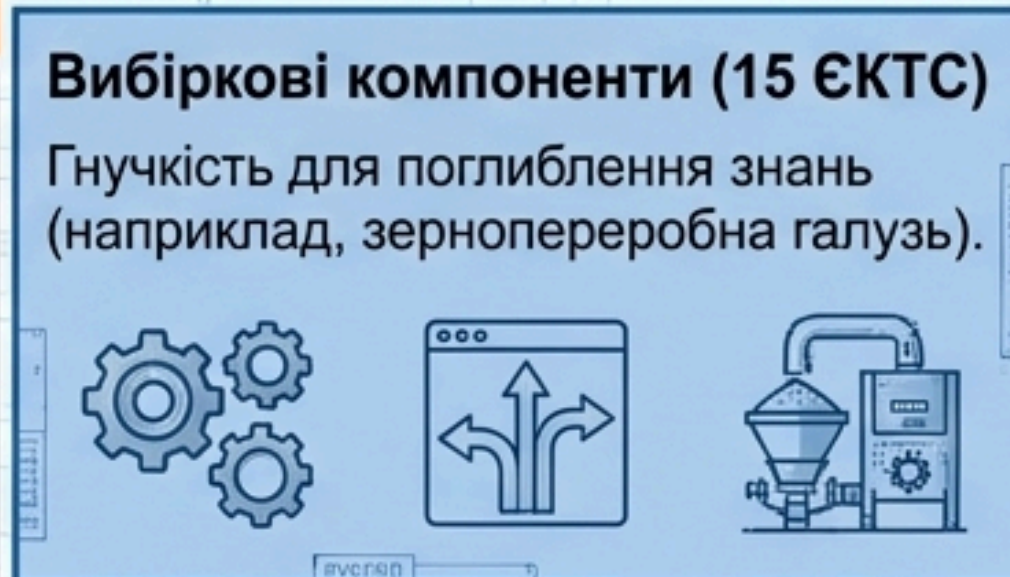 Вибіркові компоненти (15 ЄКТС)
Гнучкість для поглиблення знань
(наприклад, зернопереробна галузь).